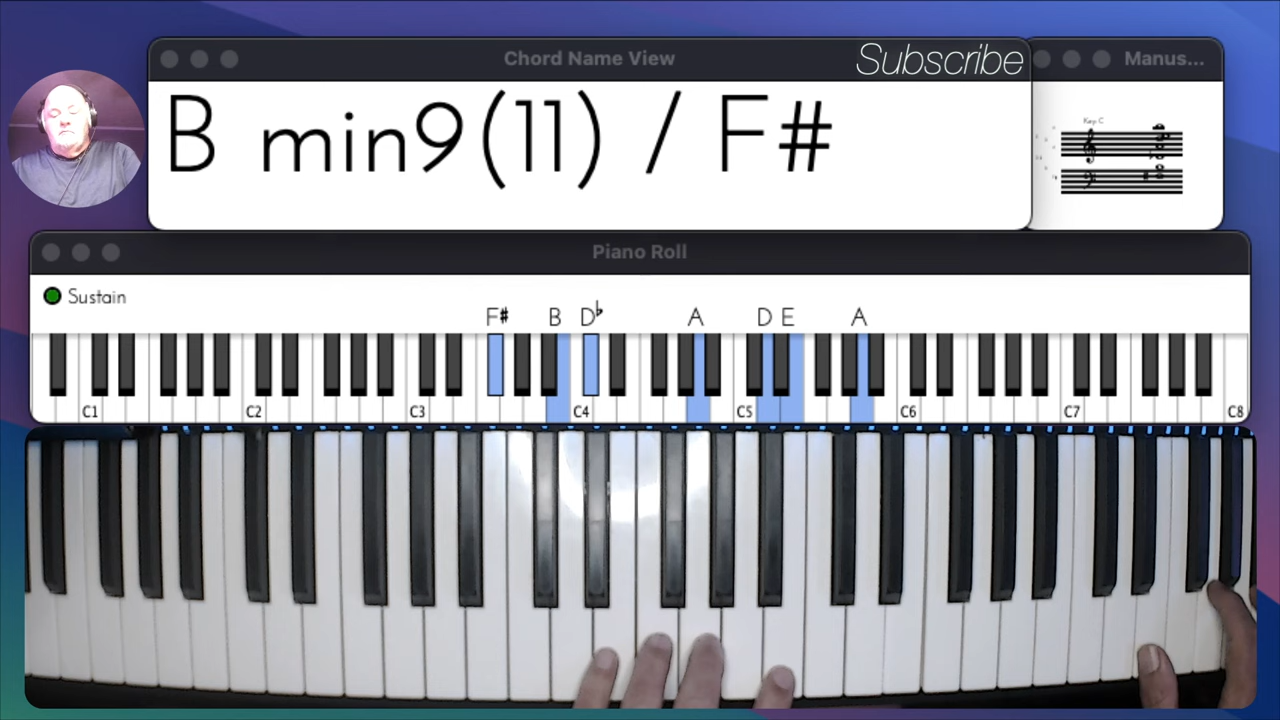 Chord Name View
Subscribe
Manus...
B min9(11) / F#
Key C
Piano Roll
Sustain
F# B D♭ A D E A
C1 C2 C3 C4 C5 C6 C7 C8